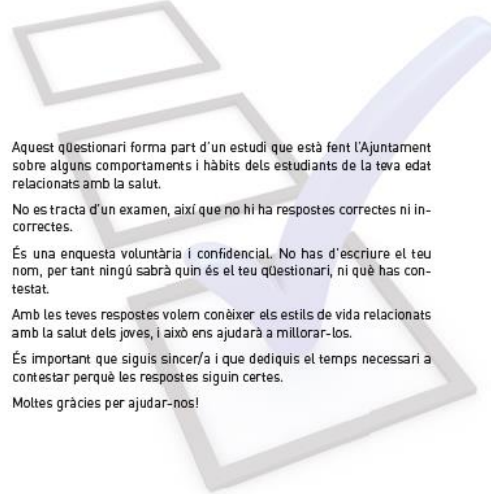 Aquest qüestionari forma part d'un estudi que està fent l'Ajuntament
sobre alguns comportaments i hàbits dels estudiants de la teva edat
relacionats amb la salut.
No es tracta d'un examen, així que no hi ha respostes correctes ni in-
correctes.
És una enquesta voluntària i confidencial. No has d'escriure el teu
nom, per tant ningú sabrà quin és el teu qüestionari, ni què has con-
testat.
Amb les teves respostes volem conèixer els estils de vida relacionats
amb la salut dels joves, i això ens ajudarà a millorar-los.
És important que siguis sincer/a i que dediquis el temps necessari a
contestar perquè les respostes siguin certes.
Moltes gràcies per ajudar-nos!